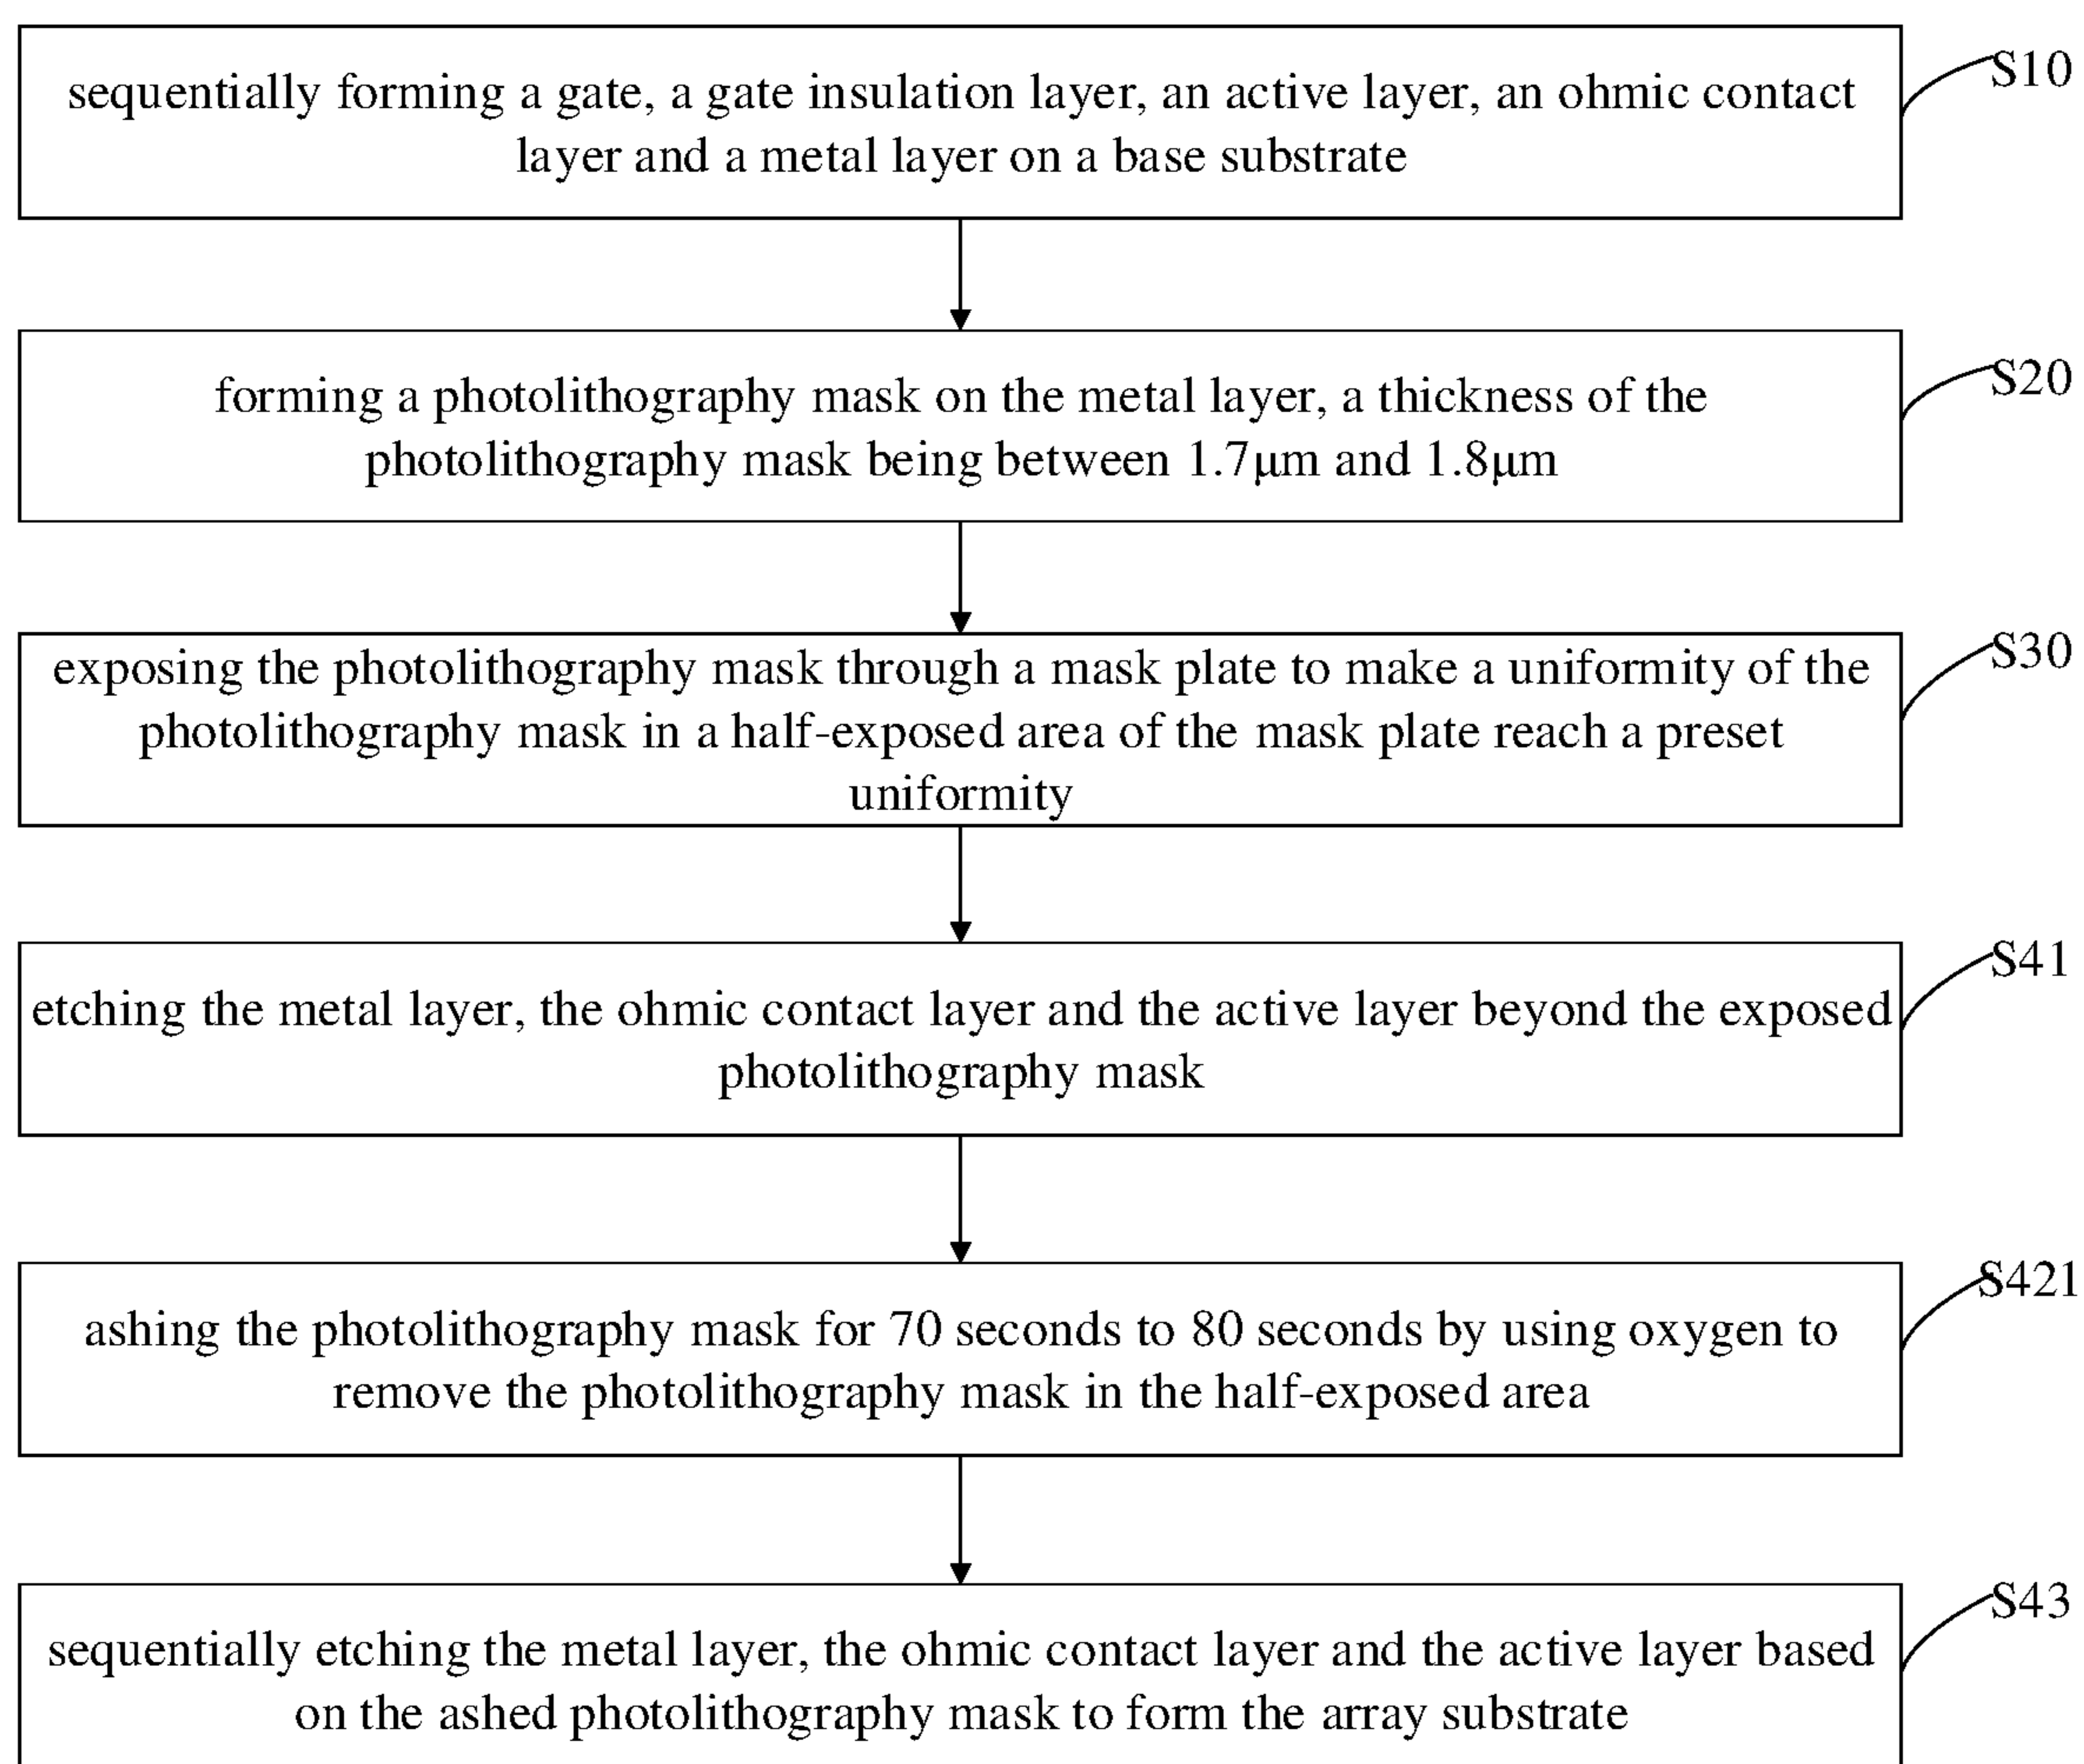 sequentially forming a gate, a gate insulation layer, an active layer, an ohmic contact
layer and a metal layer on a base substrate
S10
forming a photolithography mask on the metal layer, a thickness of the
photolithography mask being between 1.7μm and 1.8μm
S20
exposing the photolithography mask through a mask plate to make a uniformity of the
photolithography mask in a half-exposed area of the mask plate reach a preset
uniformity
S30
etching the metal layer, the ohmic contact layer and the active layer beyond the exposed
photolithography mask
S41
ashing the photolithography mask for 70 seconds to 80 seconds by using oxygen to
remove the photolithography mask in the half-exposed area
S421
sequentially etching the metal layer, the ohmic contact layer and the active layer based
on the ashed photolithography mask to form the array substrate
S43